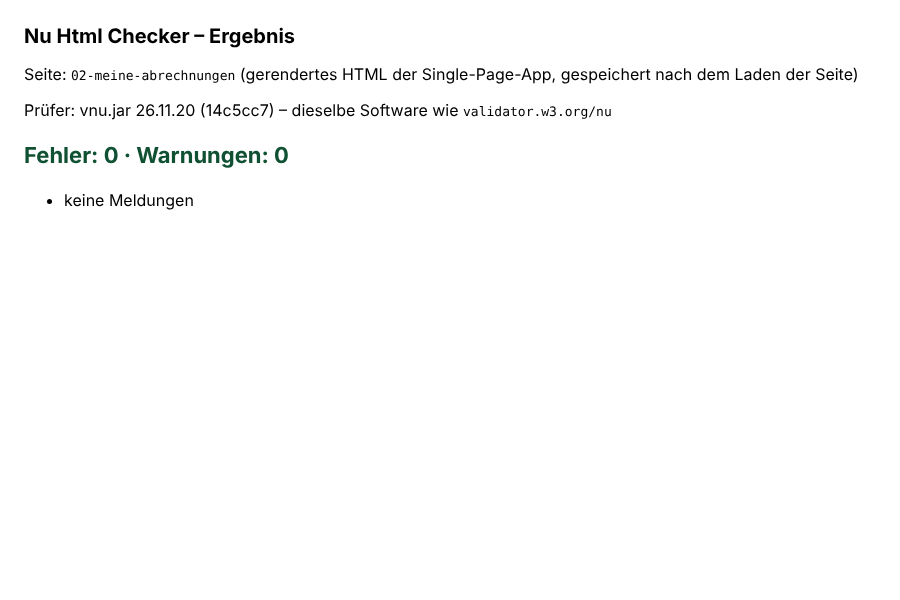 Nu Html Checker – Ergebnis
Seite: 02-meine-abrechnungen (gerendertes HTML der Single-Page-App, gespeichert nach dem Laden der Seite)
Prüfer: vnu.jar 26.11.20 (14c5cc7) – dieselbe Software wie validator.w3.org/nu
Fehler: 0 · Warnungen: 0
• keine Meldungen